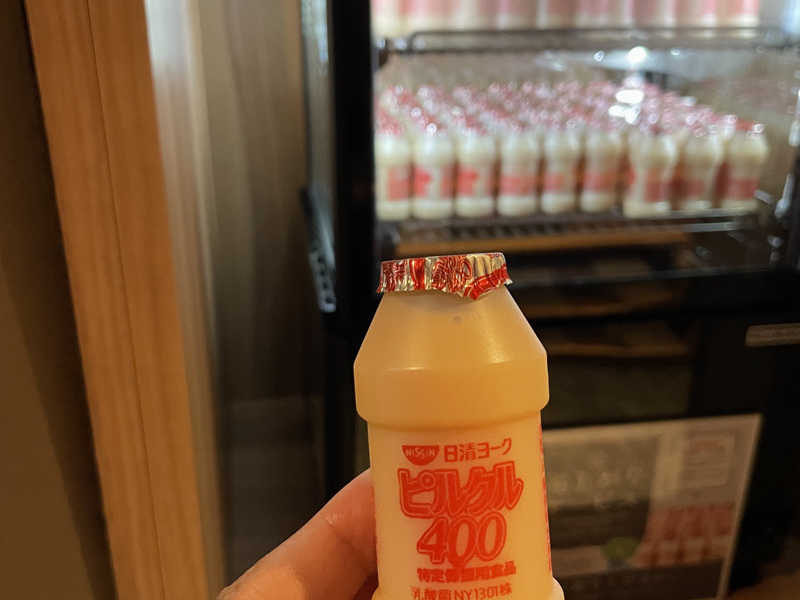 NISSIN 日清ヨーク
ピルクル
400
特定保健用食品
乳酸菌NY1301株